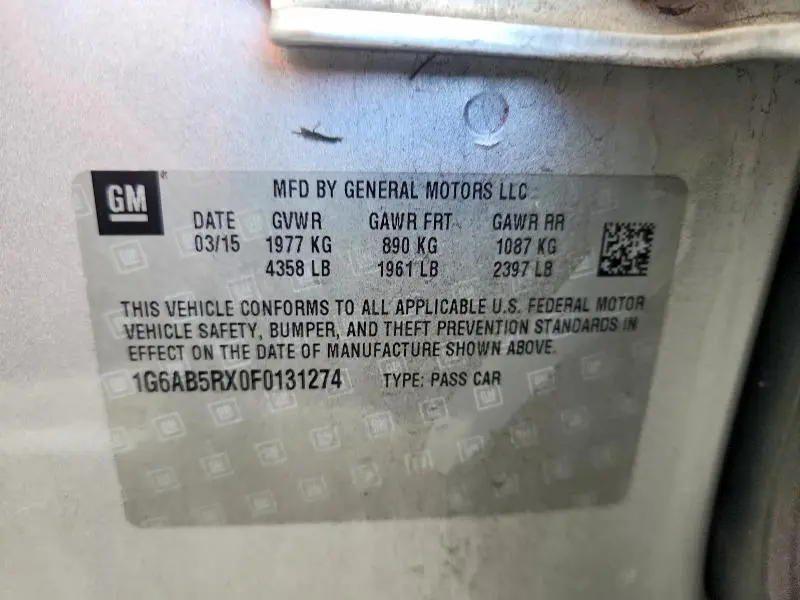 GM
MFD BY GENERAL MOTORS LLC
DATE GVWR GAWR FRT GAWR RR
03/15 1977 KG 890 KG 1087 KG
4358 LB 1961 LB 2397 LB
THIS VEHICLE CONFORMS TO ALL APPLICABLE U.S. FEDERAL MOTOR
VEHICLE SAFETY, BUMPER, AND THEFT PREVENTION STANDARDS IN
EFFECT ON THE DATE OF MANUFACTURE SHOWN ABOVE.
1G6AB5RX0F0131274 TYPE: PASS CAR